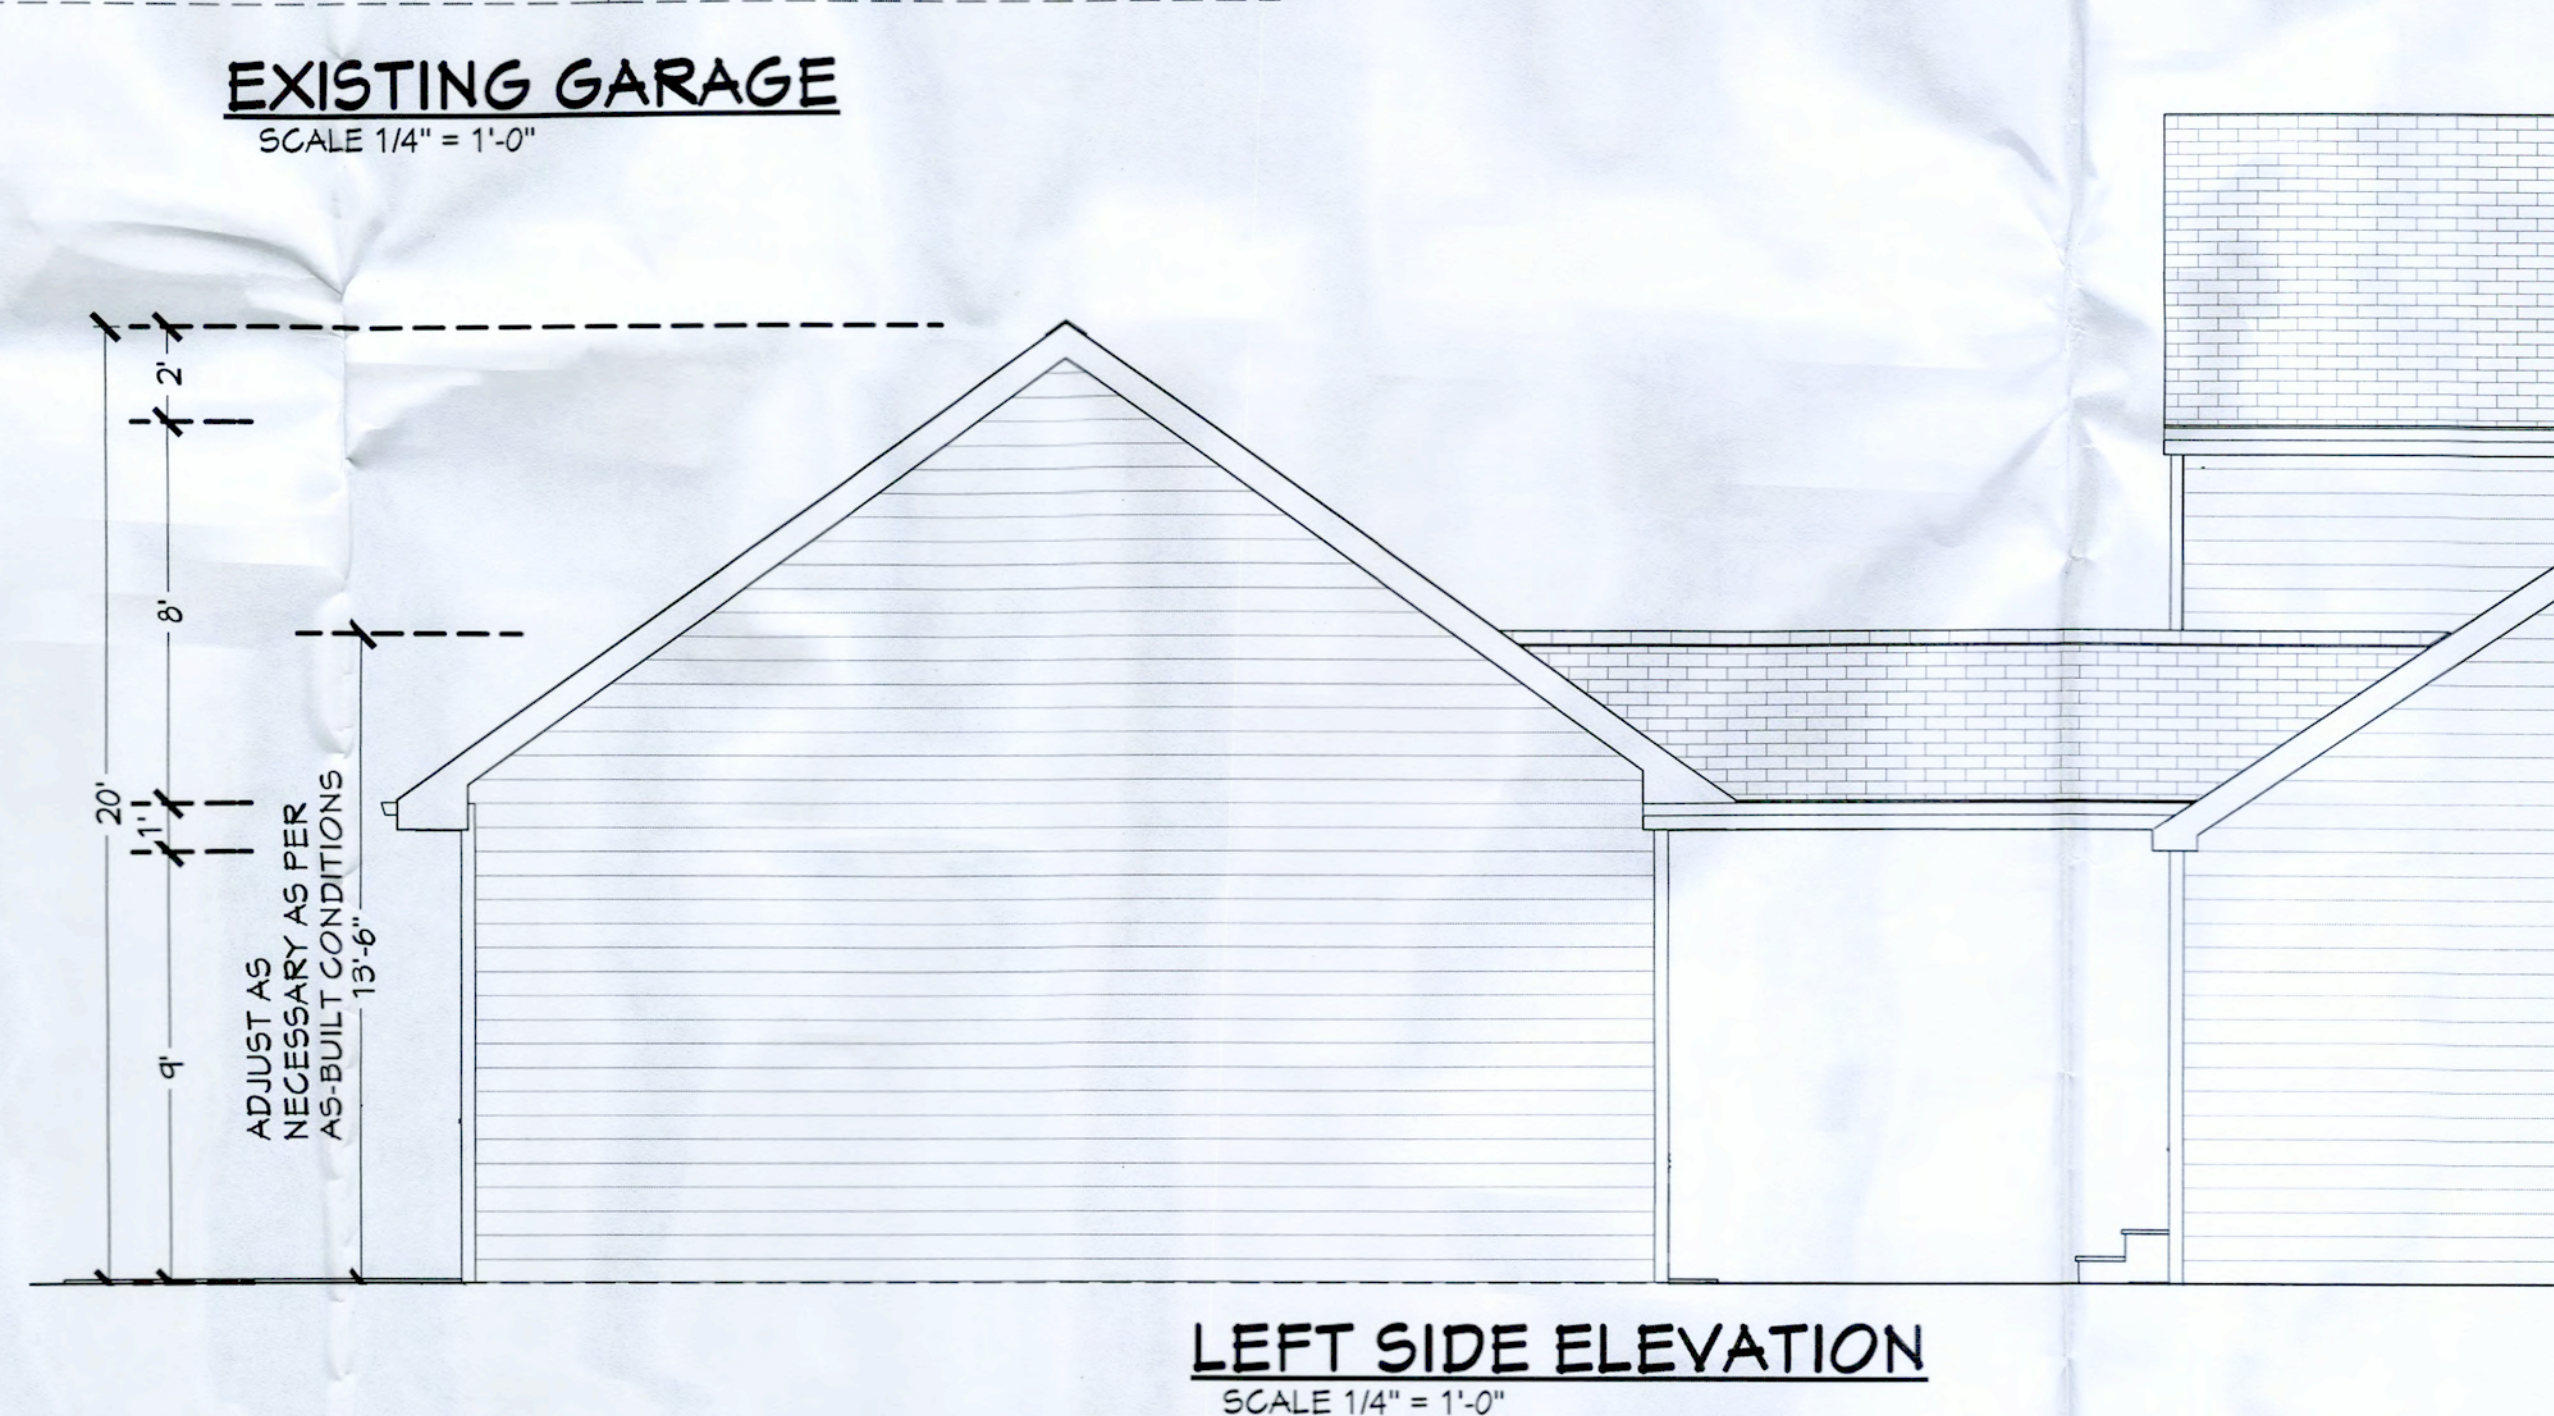 EXISTING GARAGE
SCALE 1/4" = 1'-0"
2'
8'
20'
1'
9'
ADJUST AS
NECESSARY AS PER
AS-BUILT CONDITIONS
13'-6"
LEFT SIDE ELEVATION
SCALE 1/4" = 1'-0"